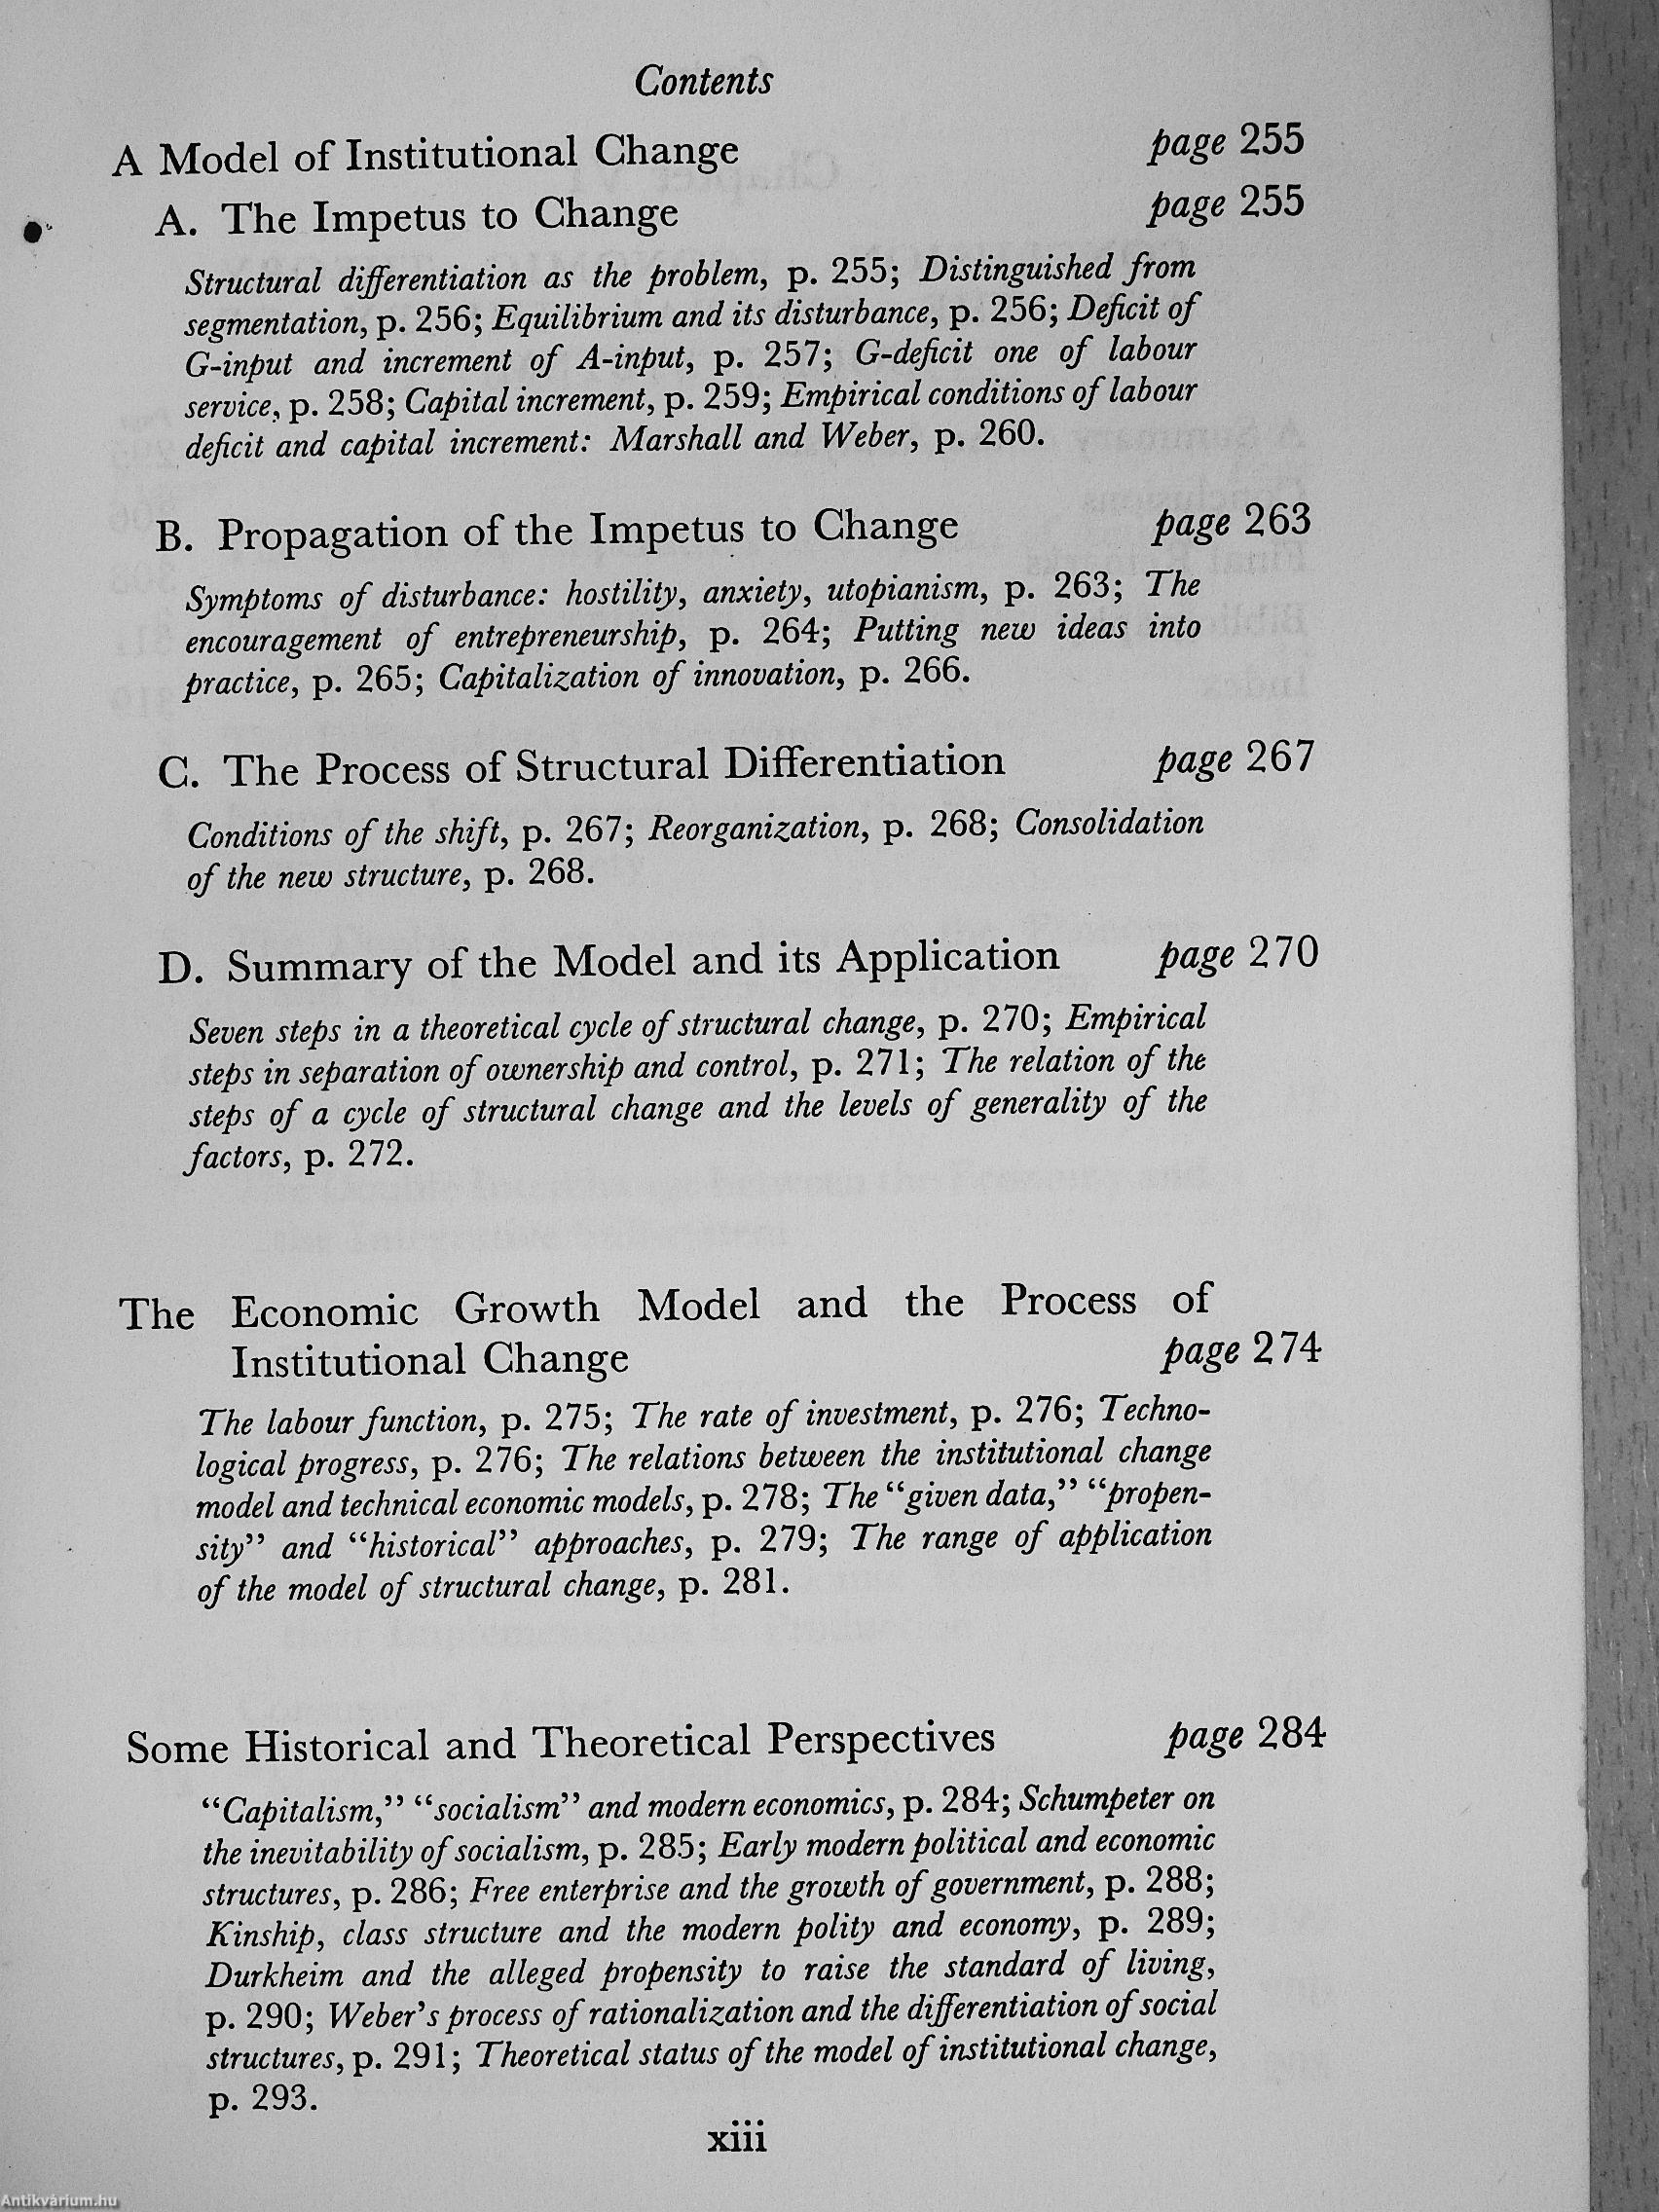 Contents
A Model of Institutional Change page 255
A. The Impetus to Change page 255
Structural differentiation as the problem, p. 255; Distinguished from
segmentation, p. 256; Equilibrium and its disturbance, p. 256; Deficit of
G-input and increment of A-input, p. 257; G-deficit one of labour
service, p. 258; Capital increment, p. 259; Empirical conditions of labour
deficit and capital increment: Marshall and Weber, p. 260.
B. Propagation of the Impetus to Change page 263
Symptoms of disturbance: hostility, anxiety, utopianism, p. 263; The
encouragement of entrepreneurship, p. 264; Putting new ideas into
practice, p. 265; Capitalization of innovation, p. 266.
C. The Process of Structural Differentiation page 267
Conditions of the shift, p. 267; Reorganization, p. 268; Consolidation
of the new structure, p. 268.
D. Summary of the Model and its Application page 270
Seven steps in a theoretical cycle of structural change, p. 270; Empirical
steps in separation of ownership and control, p. 271; The relation of the
steps of a cycle of structural change and the levels of generality of the
factors, p. 272.
The Economic Growth Model and the Process of
Institutional Change page 274
The labour function, p. 275; The rate of investment, p. 276; Techno-
logical progress, p. 276; The relations between the institutional change
model and technical economic models, p. 278; The “given data,” “propen-
sity” and “historical” approaches, p. 279; The range of application
of the model of structural change, p. 281.
Some Historical and Theoretical Perspectives page 284
“Capitalism,” “socialism” and modern economics, p. 284; Schumpeter on
the inevitability of socialism, p. 285; Early modern political and economic
structures, p. 286; Free enterprise and the growth of government, p. 288;
Kinship, class structure and the modern polity and economy, p. 289;
Durkheim and the alleged propensity to raise the standard of living,
p. 290; Weber’s process of rationalization and the differentiation of social
structures, p. 291; Theoretical status of the model of institutional change,
p. 293.
xiii
Antikvárium.hu